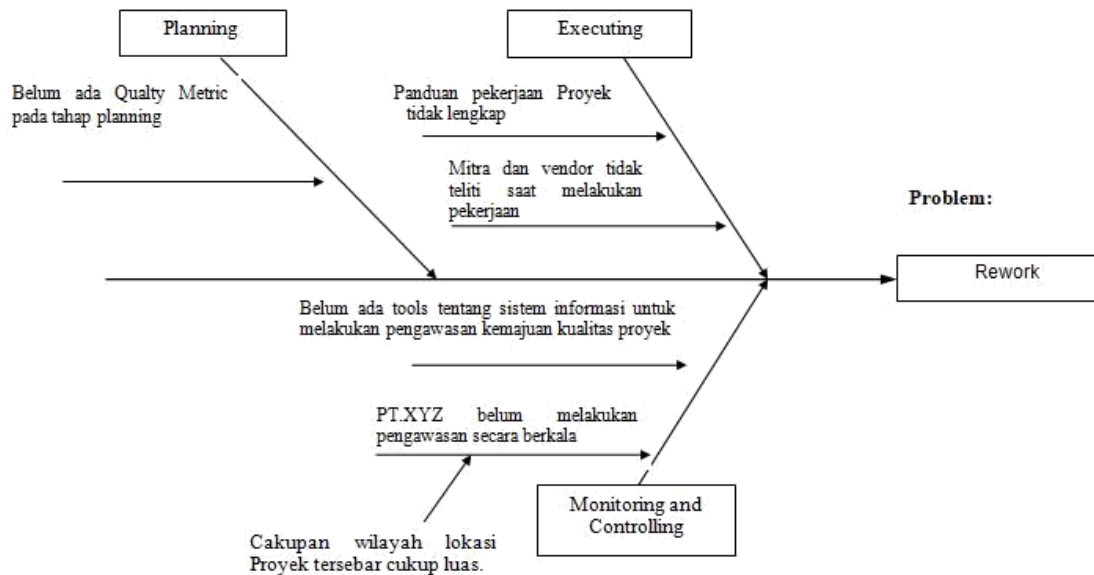 Planning
Executing
Belum ada Qualty Metric
pada tahap planning
Panduan pekerjaan Proyek
tidak lengkap
Mitra dan vendor tidak
teliti saat melakukan
pekerjaan
Problem:
Rework
Belum ada tools tentang sistem informasi untuk
melakukan pengawasan kemajuan kualitas proyek
PT.XYZ belum melakukan
pengawasan secara berkala
Monitoring and
Controlling
Cakupan wilayah lokasi
Proyek tersebar cukup luas.